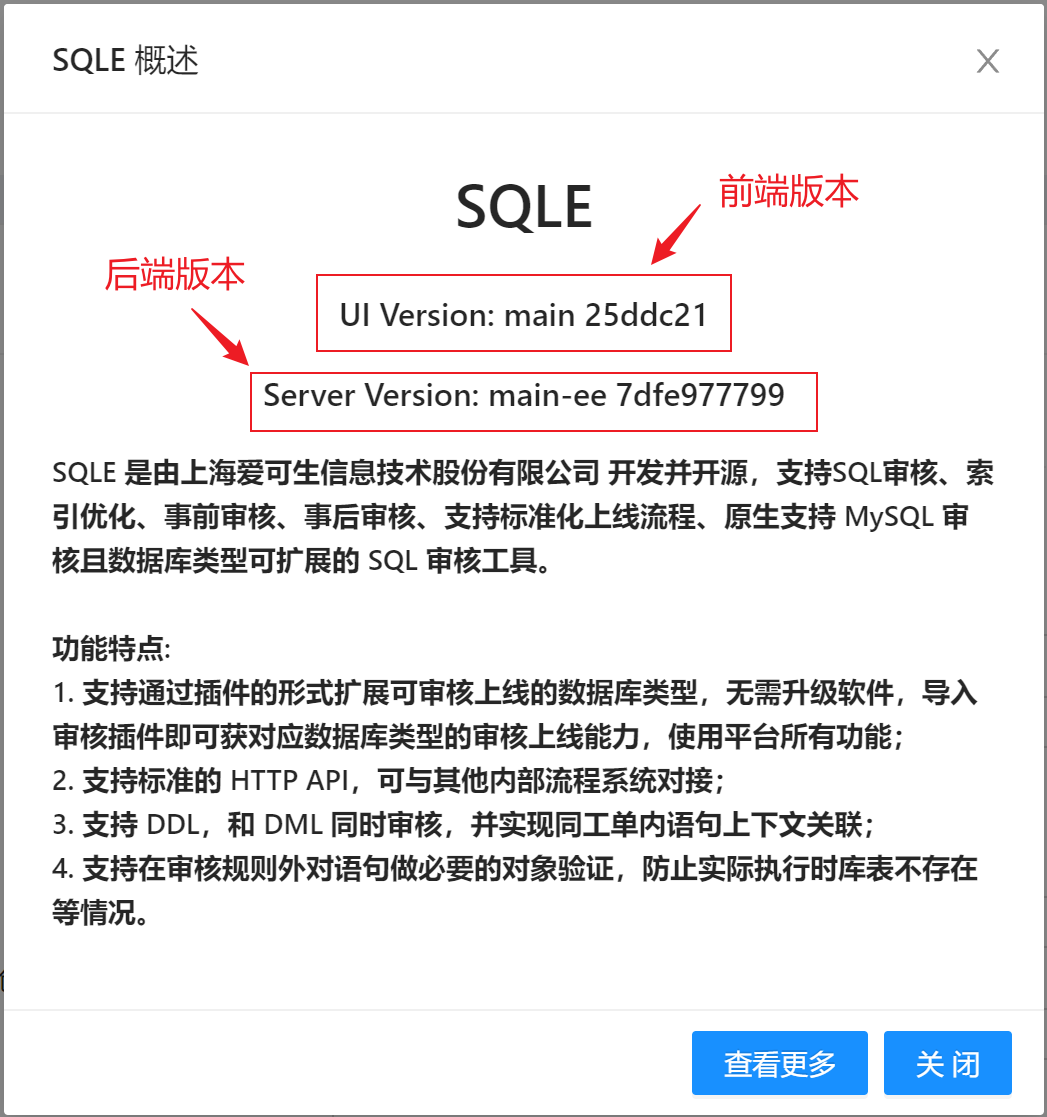 SQLE 概述
SQLE
前端版本
后端版本
UI Version: main 25ddc21
Server Version: main-ee 7dfe977799
SQLE 是由上海爱可生信息技术股份有限公司 开发并开源，支持SQL审核、索
引优化、事前审核、事后审核、支持标准化上线流程、原生支持 MySQL 审
核且数据库类型可扩展的 SQL 审核工具。
功能特点:
1. 支持通过插件的形式扩展可审核上线的数据库类型，无需升级软件，导入
审核插件即可获对应数据库类型的审核上线能力，使用平台所有功能；
2. 支持标准的 HTTP API，可与其他内部流程系统对接；
3. 支持 DDL，和 DML 同时审核，并实现同工单内语句上下文关联；
4. 支持在审核规则外对语句做必要的对象验证，防止实际执行时库表不存在
等情况。
查看更多
关 闭